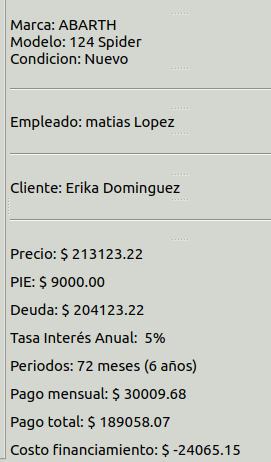 Marca: ABARTH
Modelo: 124 Spider
Condicion: Nuevo
Empleado: matias Lopez
Cliente: Erika Dominguez
Precio: $ 213123.22
PIE: $ 9000.00
Deuda: $ 204123.22
Tasa Interés Anual:  5%
Periodos: 72 meses (6 años)
Pago mensual: $ 30009.68
Pago total: $ 189058.07
Costo financiamiento: $ -24065.15